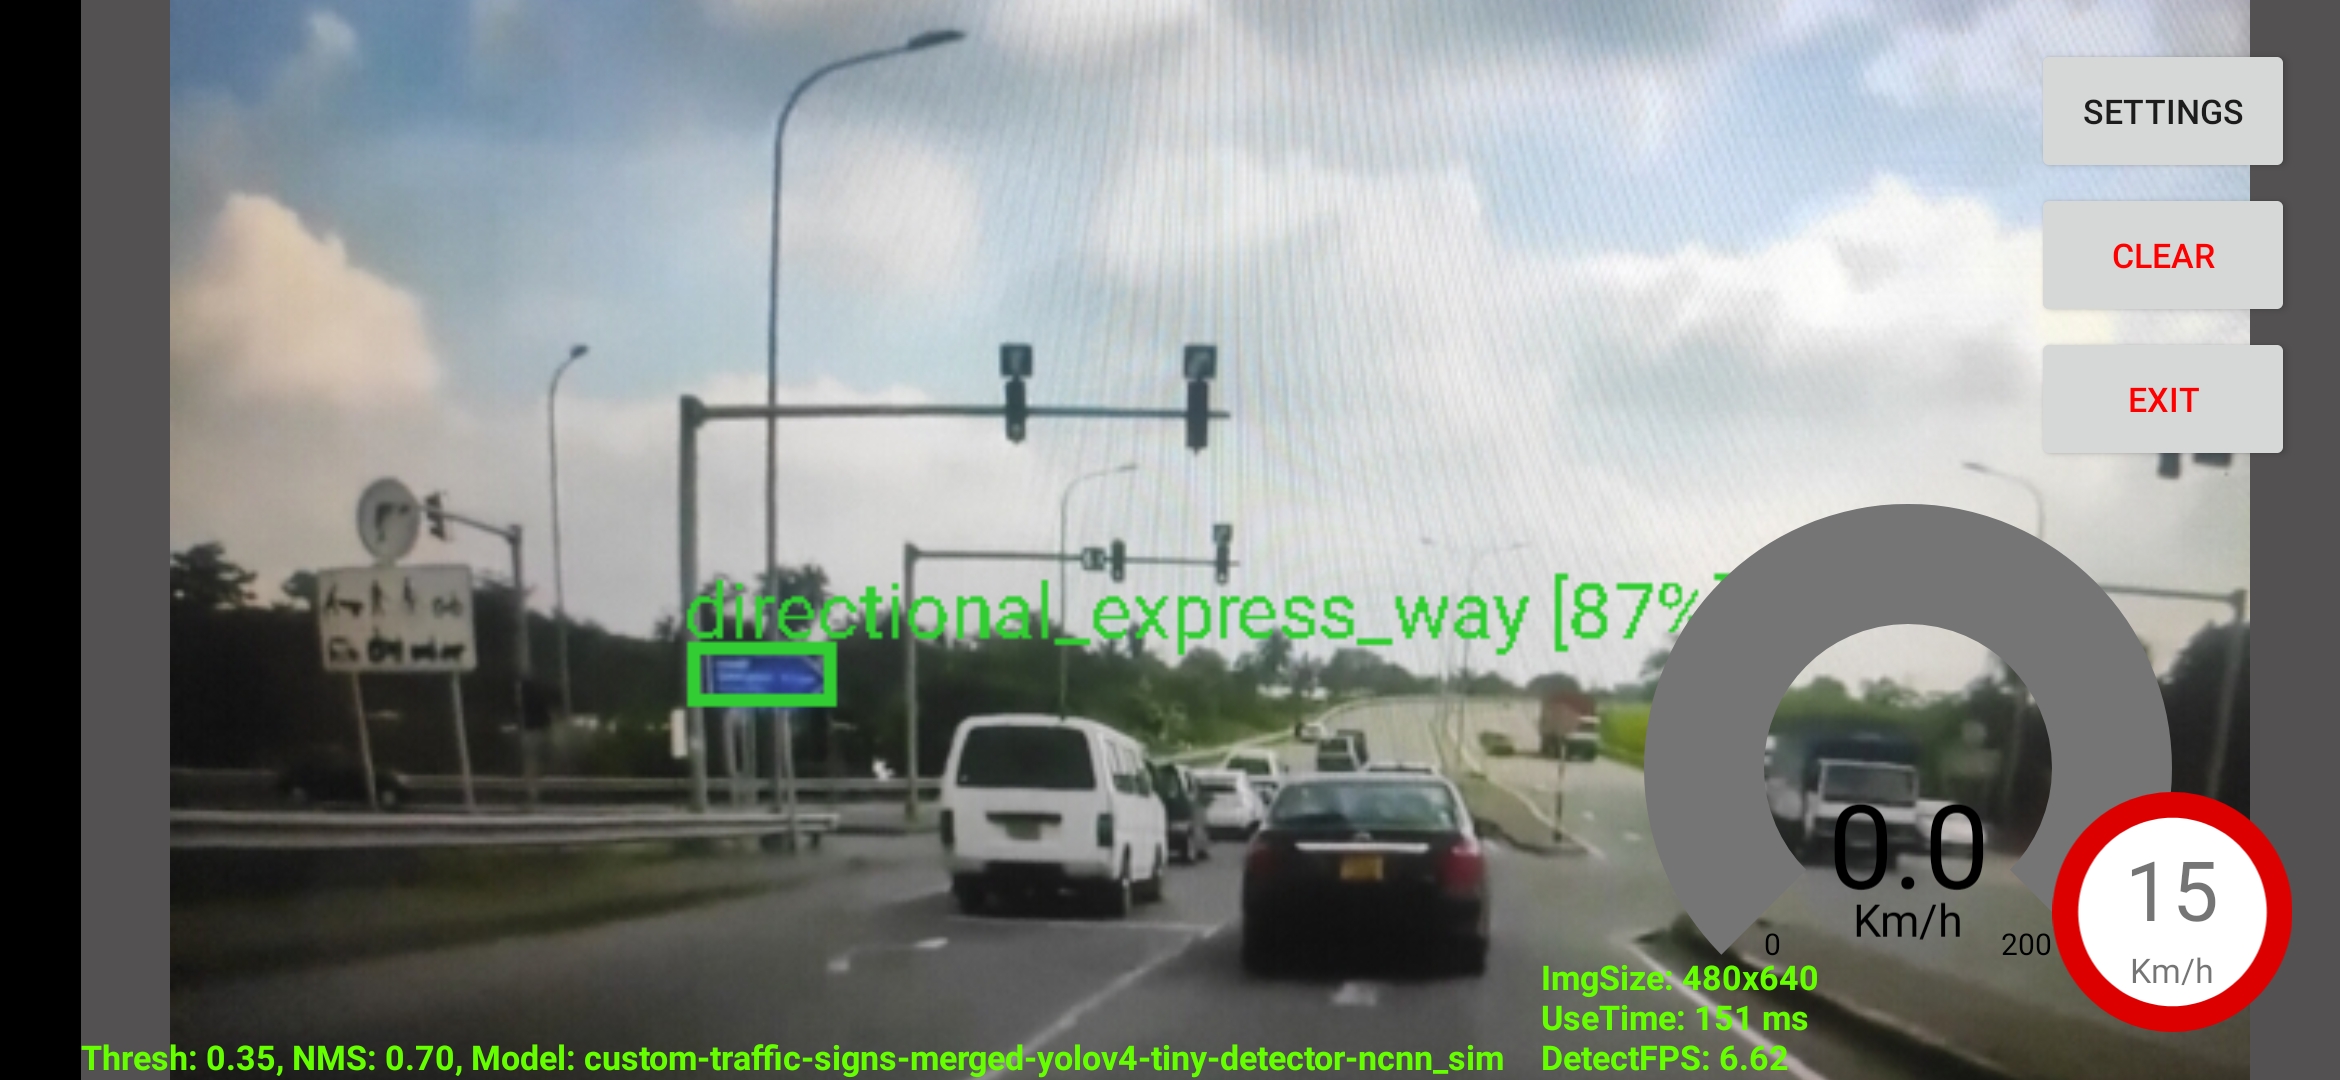 SETTINGS
CLEAR
EXIT
directional_express_way [87%
0.0
Km/h
0
200
15
Km/h
ImgSize: 480x640
UseTime: 151 ms
DetectFPS: 6.62
Thresh: 0.35, NMS: 0.70, Model: custom-traffic-signs-merged-yolov4-tiny-detector-ncnn_sim